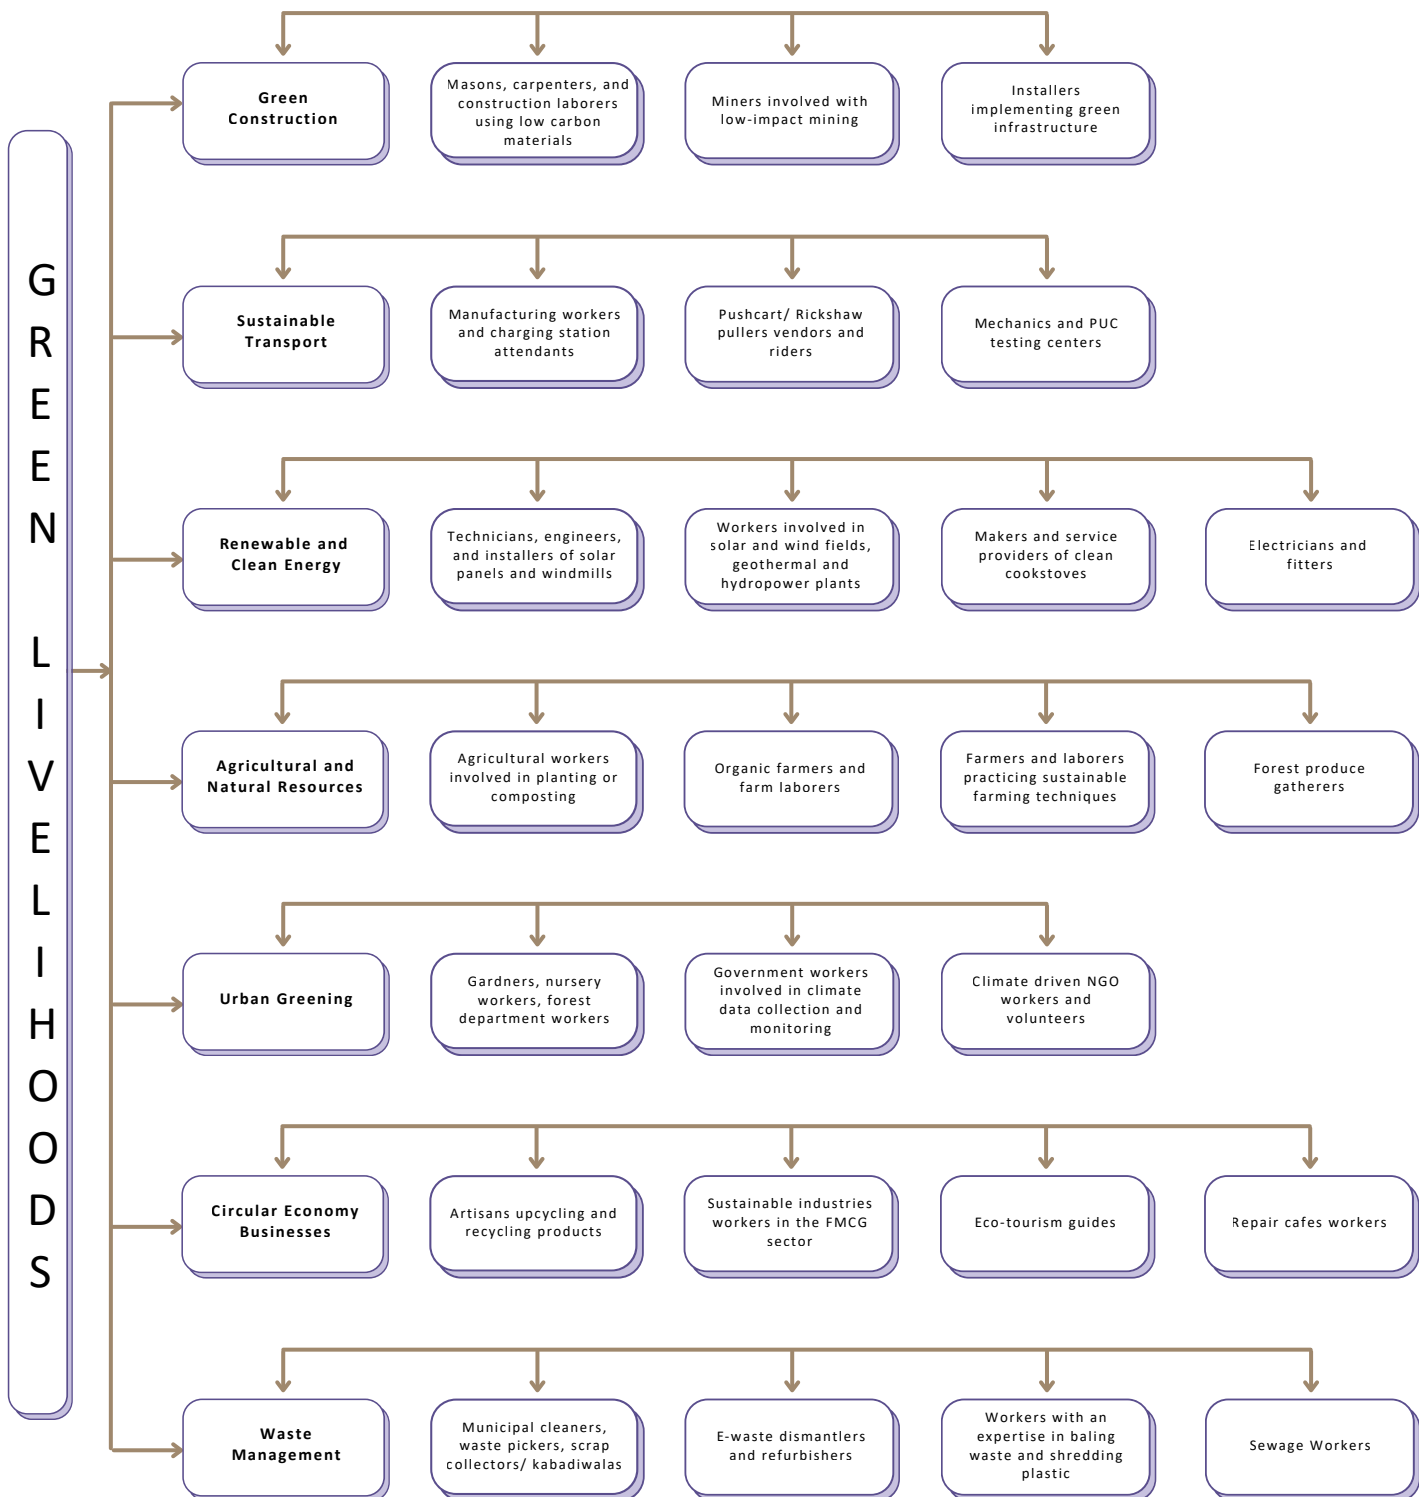 GREEN LIVELIHOODS
Green
Construction
Masons, carpenters, and
construction laborers
using low carbon
materials
Miners involved with
low-impact mining
Installers
implementing green
infrastructure
Sustainable
Transport
Manufacturing workers
and charging station
attendants
Pushcart/ Rickshaw
pullers vendors and
riders
Mechanics and PUC
testing centers
Renewable and
Clean Energy
Technicians, engineers,
and installers of solar
panels and windmills
Workers involved in
solar and wind fields,
geothermal and
hydropower plants
Makers and service
providers of clean
cookstoves
Electricians and
fitters
Agricultural and
Natural Resources
Agricultural workers
involved in planting or
composting
Organic farmers and
farm laborers
Farmers and laborers
practicing sustainable
farming techniques
Forest produce
gatherers
Urban Greening
Gardners, nursery
workers, forest
department workers
Government workers
involved in climate
data collection and
monitoring
Climate driven NGO
workers and
volunteers
Circular Economy
Businesses
Artisans upcycling and
recycling products
Sustainable industries
workers in the FMCG
sector
Eco-tourism guides
Repair cafes workers
Waste
Management
Municipal cleaners,
waste pickers, scrap
collectors/ kabadiwalas
E-waste dismantlers
and refurbishers
Workers with an
expertise in baling
waste and shredding
plastic
Sewage Workers